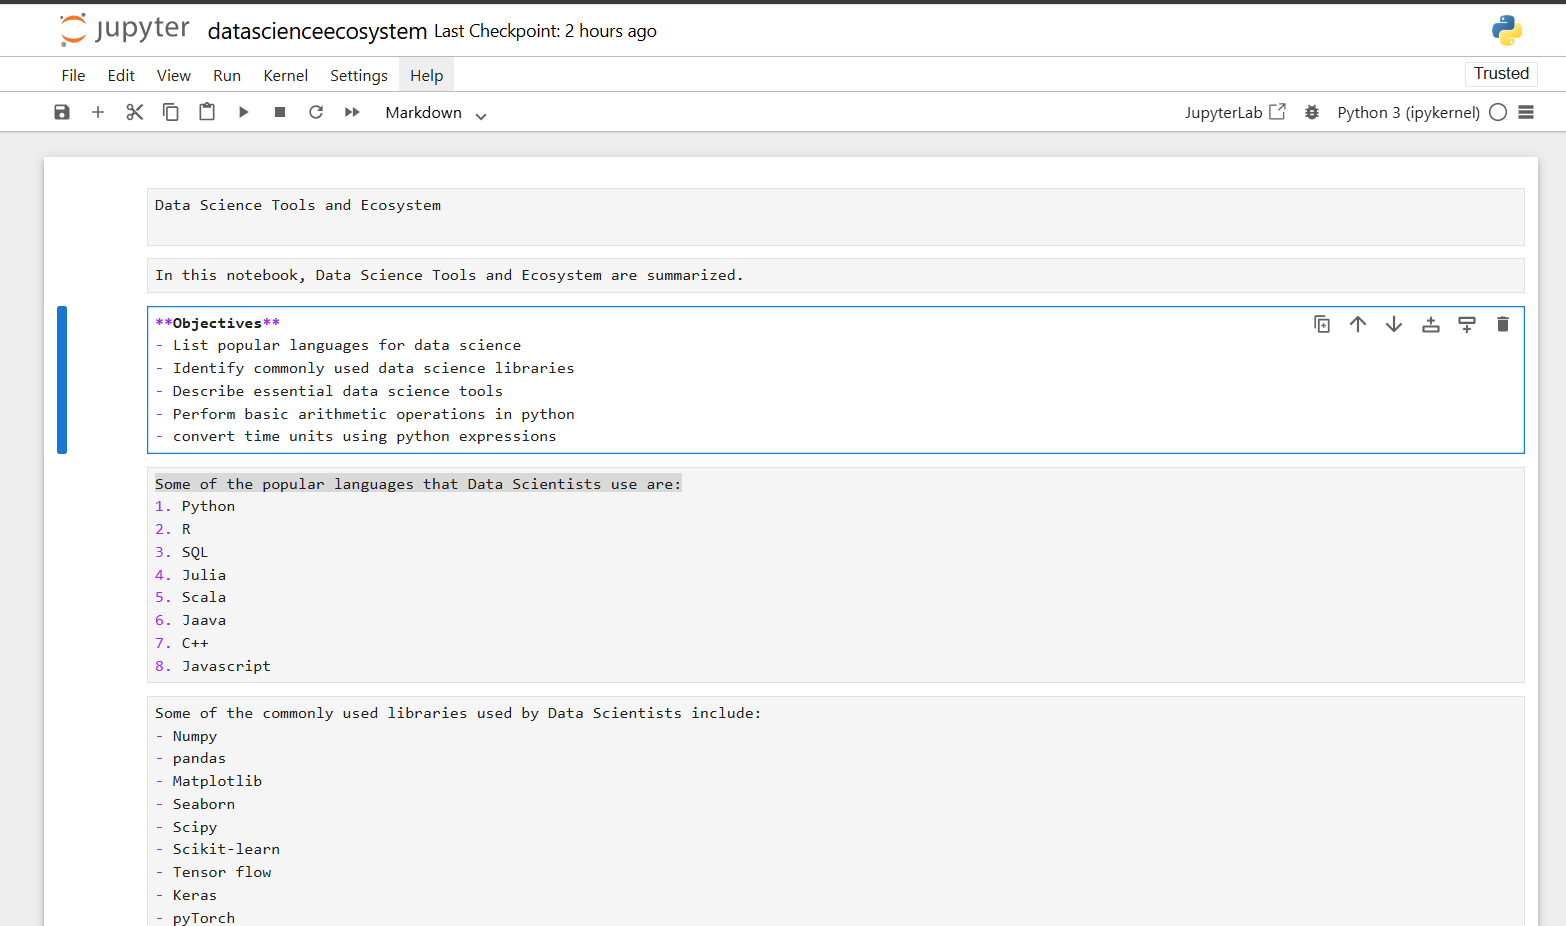 jupyter datascienceecosystem Last Checkpoint: 2 hours ago
File Edit View Run Kernel Settings Help Trusted
Markdown JupyterLab Python 3 (ipykernel)
Data Science Tools and Ecosystem
In this notebook, Data Science Tools and Ecosystem are summarized.
**Objectives**
- List popular languages for data science
- Identify commonly used data science libraries
- Describe essential data science tools
- Perform basic arithmetic operations in python
- convert time units using python expressions
Some of the popular languages that Data Scientists use are:
1. Python
2. R
3. SQL
4. Julia
5. Scala
6. Jaava
7. C++
8. Javascript
Some of the commonly used libraries used by Data Scientists include:
- Numpy
- pandas
- Matplotlib
- Seaborn
- Scipy
- Scikit-learn
- Tensor flow
- Keras
- pyTorch